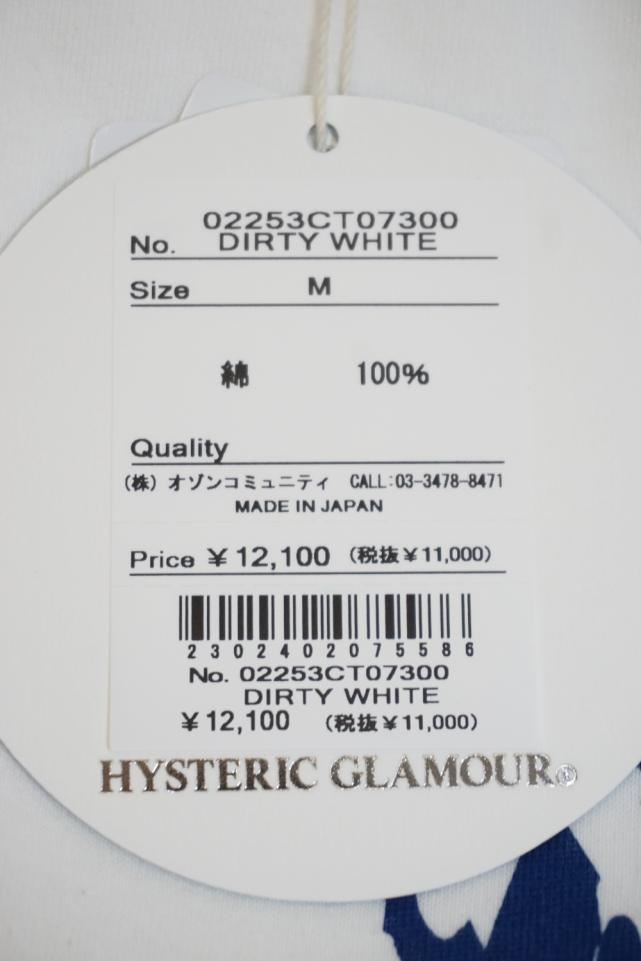 02253CT07300
No. DIRTY WHITE
Size M
綿 100%
Quality
(株) オゾンコミュニティ CALL:03-3478-8471
MADE IN JAPAN
Price ¥12,100 (税抜¥11,000)
2302402075586
No. 02253CT07300
DIRTY WHITE
¥12,100 (税抜¥11,000)
HYSTERIC GLAMOUR®